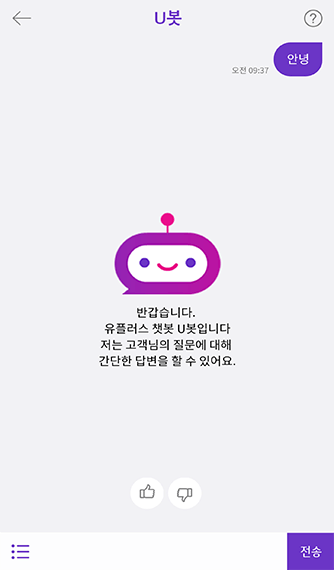 U봇
?
안녕
오전 09:37
반갑습니다.
유플러스 챗봇 U봇입니다
저는 고객님의 질문에 대해
간단한 답변을 할 수 있어요.
전송